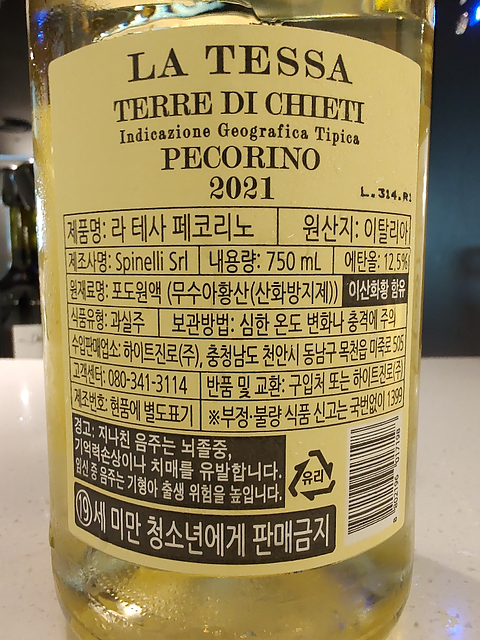 LA TESSA
TERRE DI CHIETI
Indicazione Geografica Tipica
PECORINO
2021
L.314.R1
제품명: 라 테사 페코리노 원산지: 이탈리아
제조사명: Spinelli Srl 내용량: 750 mL 에탄올: 12.5%
원재료명: 포도원액 (무수아황산(산화방지제)) 이산화황 함유
식품유형: 과실주 보관방법: 심한 온도 변화나 충격에 주의
수입판매업소: 하이트진로(주), 충청남도 천안시 동남구 목천읍 미죽로 505
고객센터: 080-341-3114 반품 및 교환: 구입처 또는 하이트진로(주)
제조번호: 현품에 별도표기 ※부정·불량 식품 신고는 국번없이 1399
경고: 지나친 음주는 뇌졸중,
기억력손상이나 치매를 유발합니다.
임신 중 음주는 기형아 출생 위험을 높입니다.
유리
19세 미만 청소년에게 판매금지